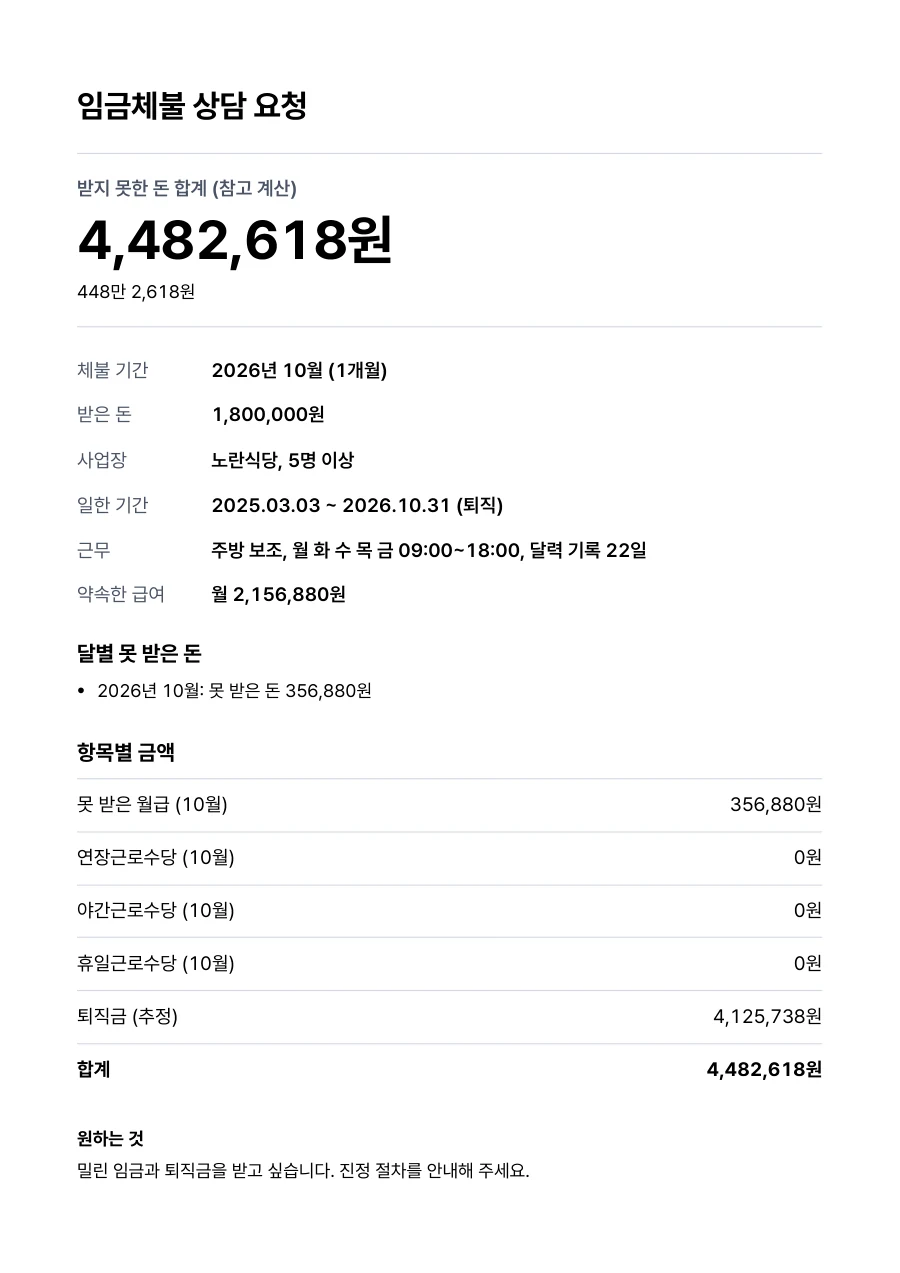 임금체불 상담 요청
받지 못한 돈 합계 (참고 계산)
4,482,618원
448만 2,618원
체불 기간 2026년 10월 (1개월)
받은 돈 1,800,000원
사업장 노란식당, 5명 이상
일한 기간 2025.03.03 ~ 2026.10.31 (퇴직)
근무 주방 보조, 월 화 수 목 금 09:00~18:00, 달력 기록 22일
약속한 급여 월 2,156,880원
달별 못 받은 돈
• 2026년 10월: 못 받은 돈 356,880원
항목별 금액
못 받은 월급 (10월) 356,880원
연장근로수당 (10월) 0원
야간근로수당 (10월) 0원
휴일근로수당 (10월) 0원
퇴직금 (추정) 4,125,738원
합계 4,482,618원
원하는 것
밀린 임금과 퇴직금을 받고 싶습니다. 진정 절차를 안내해 주세요.